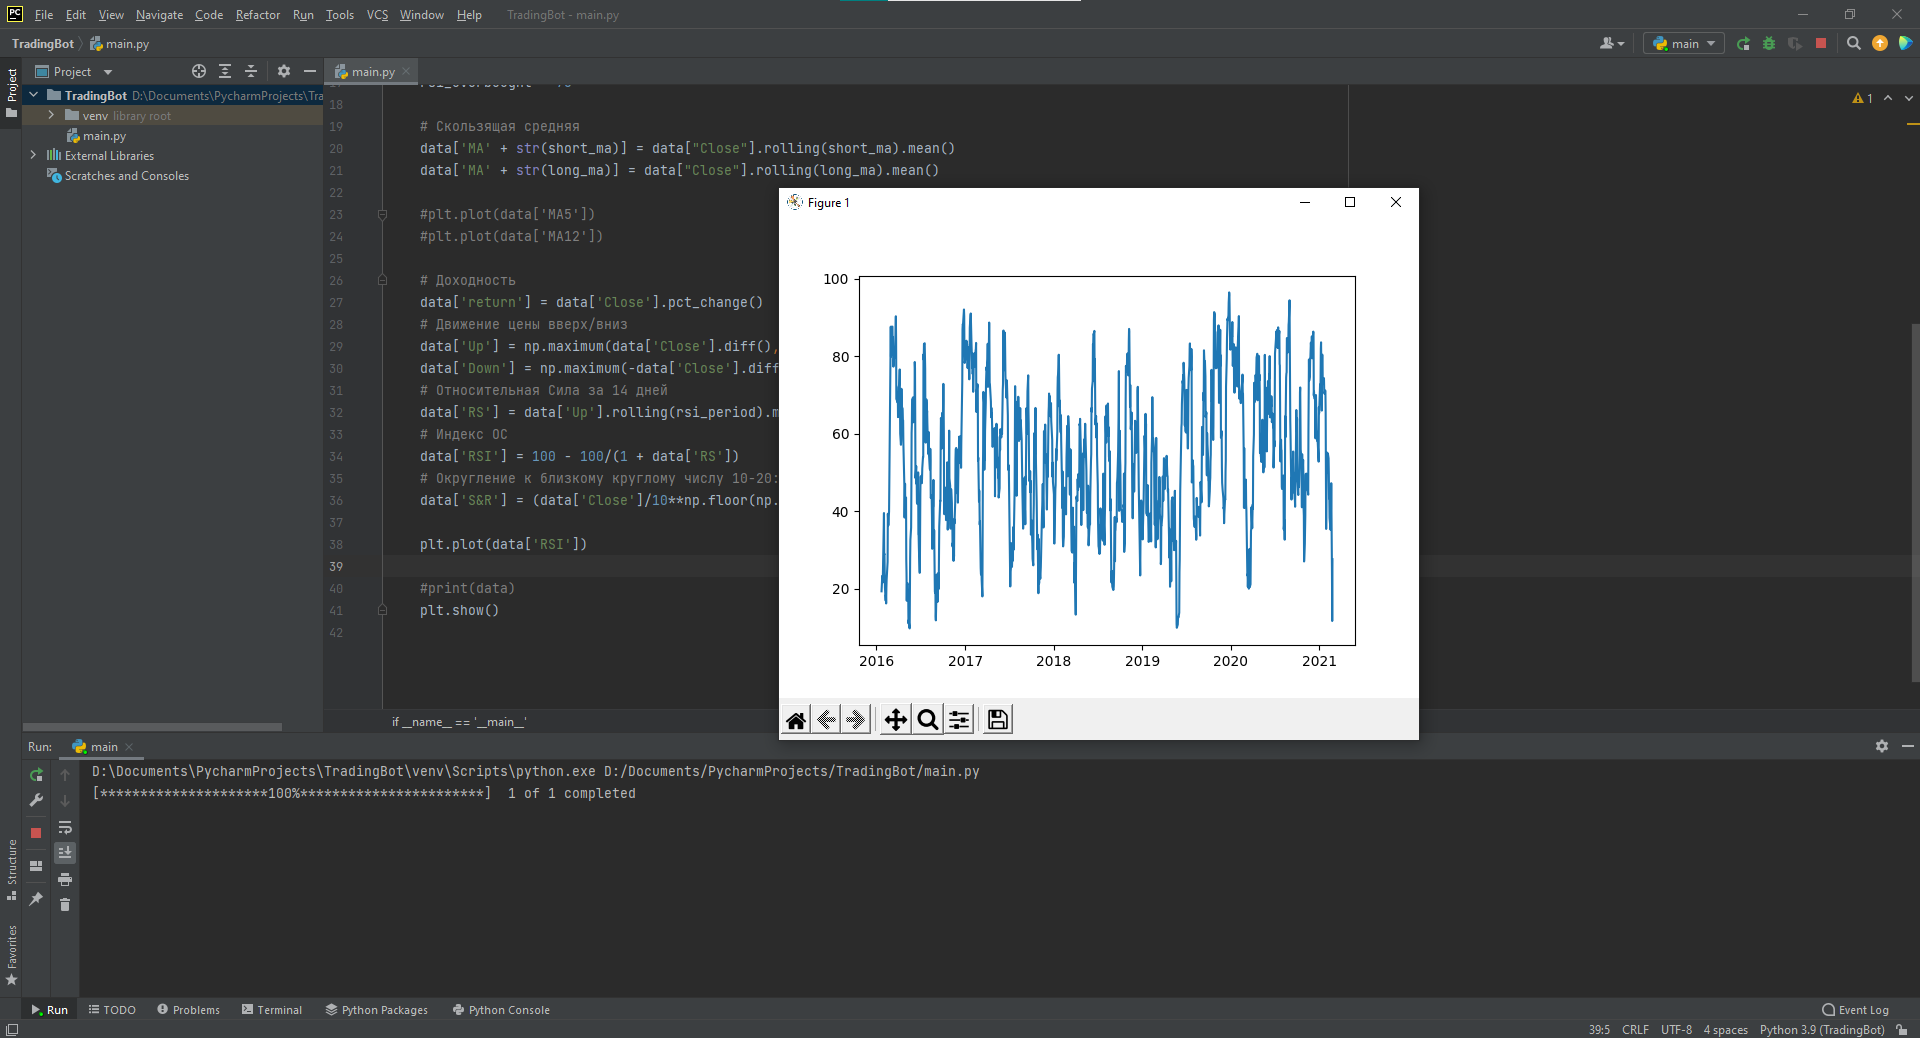 File Edit View Navigate Code Refactor Run Tools VCS Window Help TradingBot - main.py
TradingBot main.py
main
Project
Project
main.py
TradingBot D:\Documents\PycharmProjects\Tra
venv library root
main.py
External Libraries
Scratches and Consoles
1
18
19 # Скользящая средняя
20 data['MA' + str(short_ma)] = data["Close"].rolling(short_ma).mean()
21 data['MA' + str(long_ma)] = data["Close"].rolling(long_ma).mean()
22
23 #plt.plot(data['MA5'])
24 #plt.plot(data['MA12'])
25
26 # Доходность
27 data['return'] = data['Close'].pct_change()
28 # Движение цены вверх/вниз
29 data['Up'] = np.maximum(data['Close'].diff(),
30 data['Down'] = np.maximum(-data['Close'].diff
31 # Относительная Сила за 14 дней
32 data['RS'] = data['Up'].rolling(rsi_period).m
33 # Индекс ОС
34 data['RSI'] = 100 - 100/(1 + data['RS'])
35 # Округление к близкому круглому числу 10-20:
36 data['S&R'] = (data['Close']/10**np.floor(np.
37
38 plt.plot(data['RSI'])
39
40 #print(data)
41 plt.show()
42
if __name__ == '__main__'
Figure 1
100
80
60
40
20
2016 2017 2018 2019 2020 2021
Run: main
D:\Documents\PycharmProjects\TradingBot\venv\Scripts\python.exe D:/Documents/PycharmProjects/TradingBot/main.py
[*********************100%***********************]  1 of 1 completed
Structure
Favorites
Run TODO Problems Terminal Python Packages Python Console Event Log
39:5 CRLF UTF-8 4 spaces Python 3.9 (TradingBot)